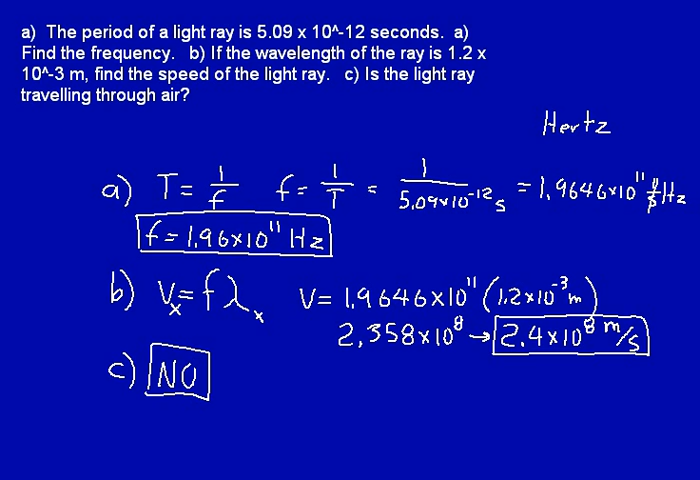 a) The period of a light ray is 5.09 x 10^-12 seconds. a)
Find the frequency. b) If the wavelength of the ray is 1.2 x
10^-3 m, find the speed of the light ray. c) Is the light ray
travelling through air?
Hertz
a) T = 1/f f = 1/T = 1/5.09x10^-12 s = 1.9646x10^11 Hz
f = 1.96x10^11 Hz
b) Vx = fλx V = 1.9646x10^11 (1.2x10^-3 m)
2.358x10^8 → 2.4x10^8 m/s
c) NO